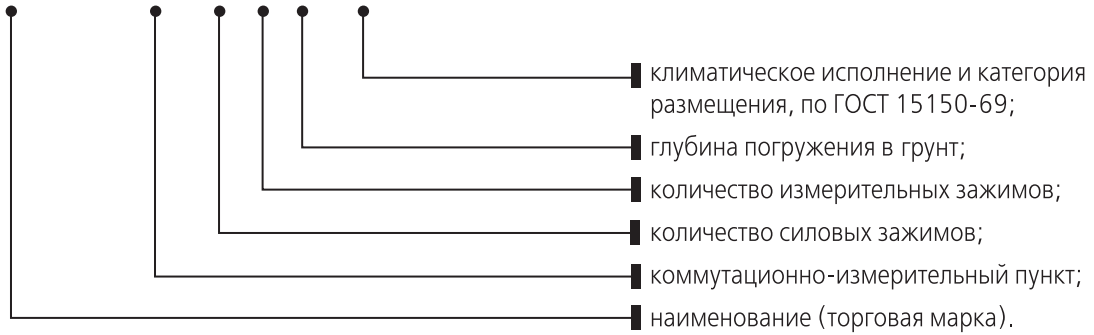 климатическое исполнение и категория
размещения, по ГОСТ 15150-69;
глубина погружения в грунт;
количество измерительных зажимов;
количество силовых зажимов;
коммутационно-измерительный пункт;
наименование (торговая марка).